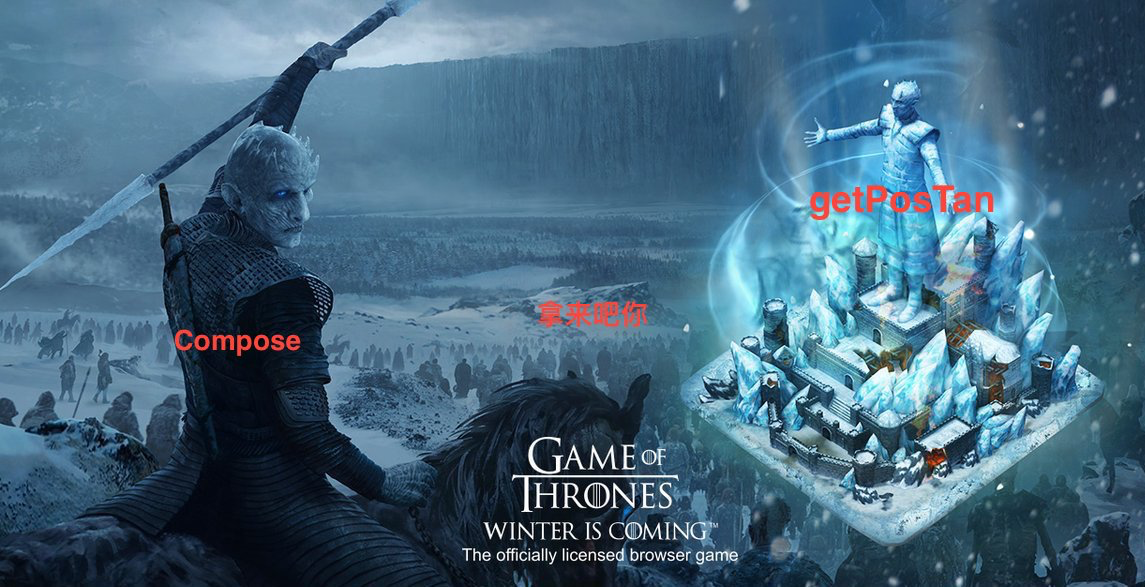 getPosTan
拿来吧你
Compose
GAME OF
THRONES
WINTER IS COMING™
The officially licensed browser game